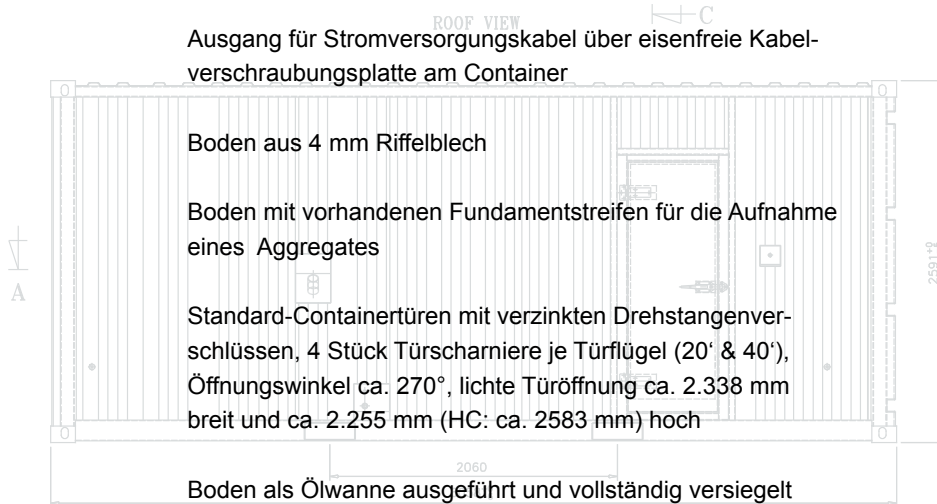 ROOF VIEW
C
Ausgang für Stromversorgungskabel über eisenfreie Kabel-
verschraubungsplatte am Container
Boden aus 4 mm Riffelblech
Boden mit vorhandenen Fundamentstreifen für die Aufnahme
eines Aggregates
A
2591⁺⁰
Standard-Containertüren mit verzinkten Drehstangenver-
schlüssen, 4 Stück Türscharniere je Türflügel (20‘ & 40‘),
Öffnungswinkel ca. 270°, lichte Türöffnung ca. 2.338 mm
breit und ca. 2.255 mm (HC: ca. 2583 mm) hoch
2060
Boden als Ölwanne ausgeführt und vollständig versiegelt